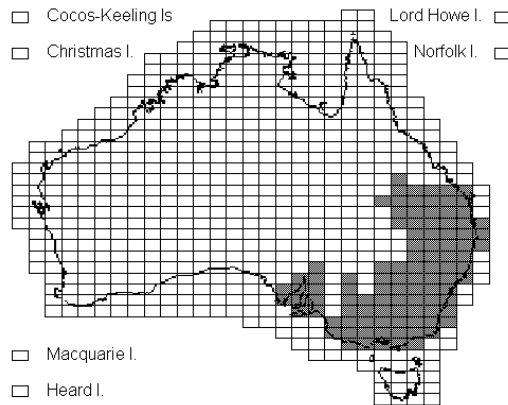 Cocos-Keeling Is
Lord Howe I.
Christmas I.
Norfolk I.
Macquarie I.
Heard I.